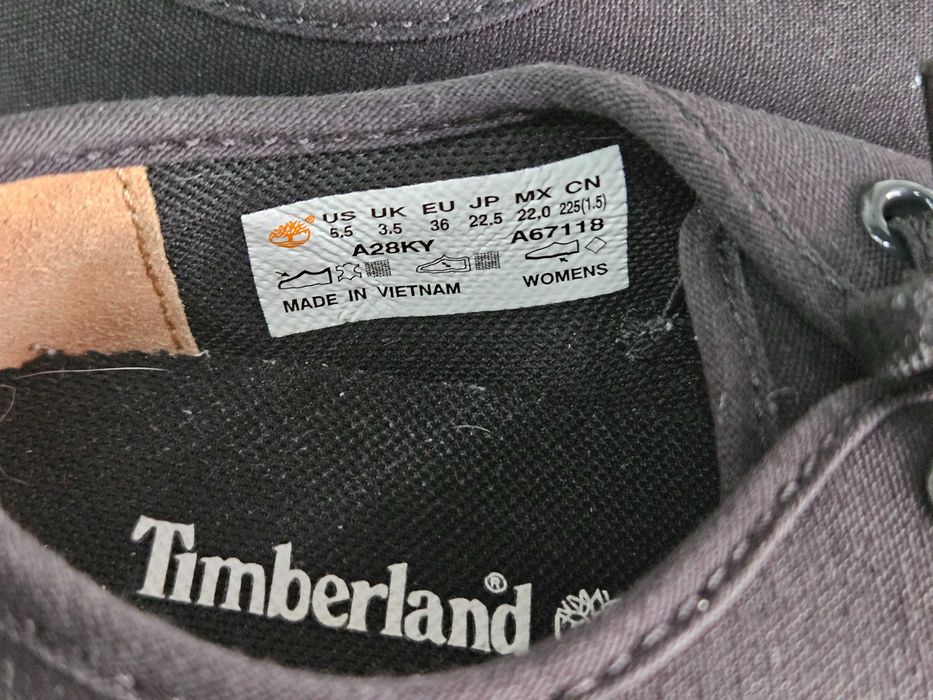 US UK EU JP MX CN
5.5 3.5 36 22.5 22,0 225(1.5)
A28KY A67118
MADE IN VIETNAM WOMENS
Timberland®